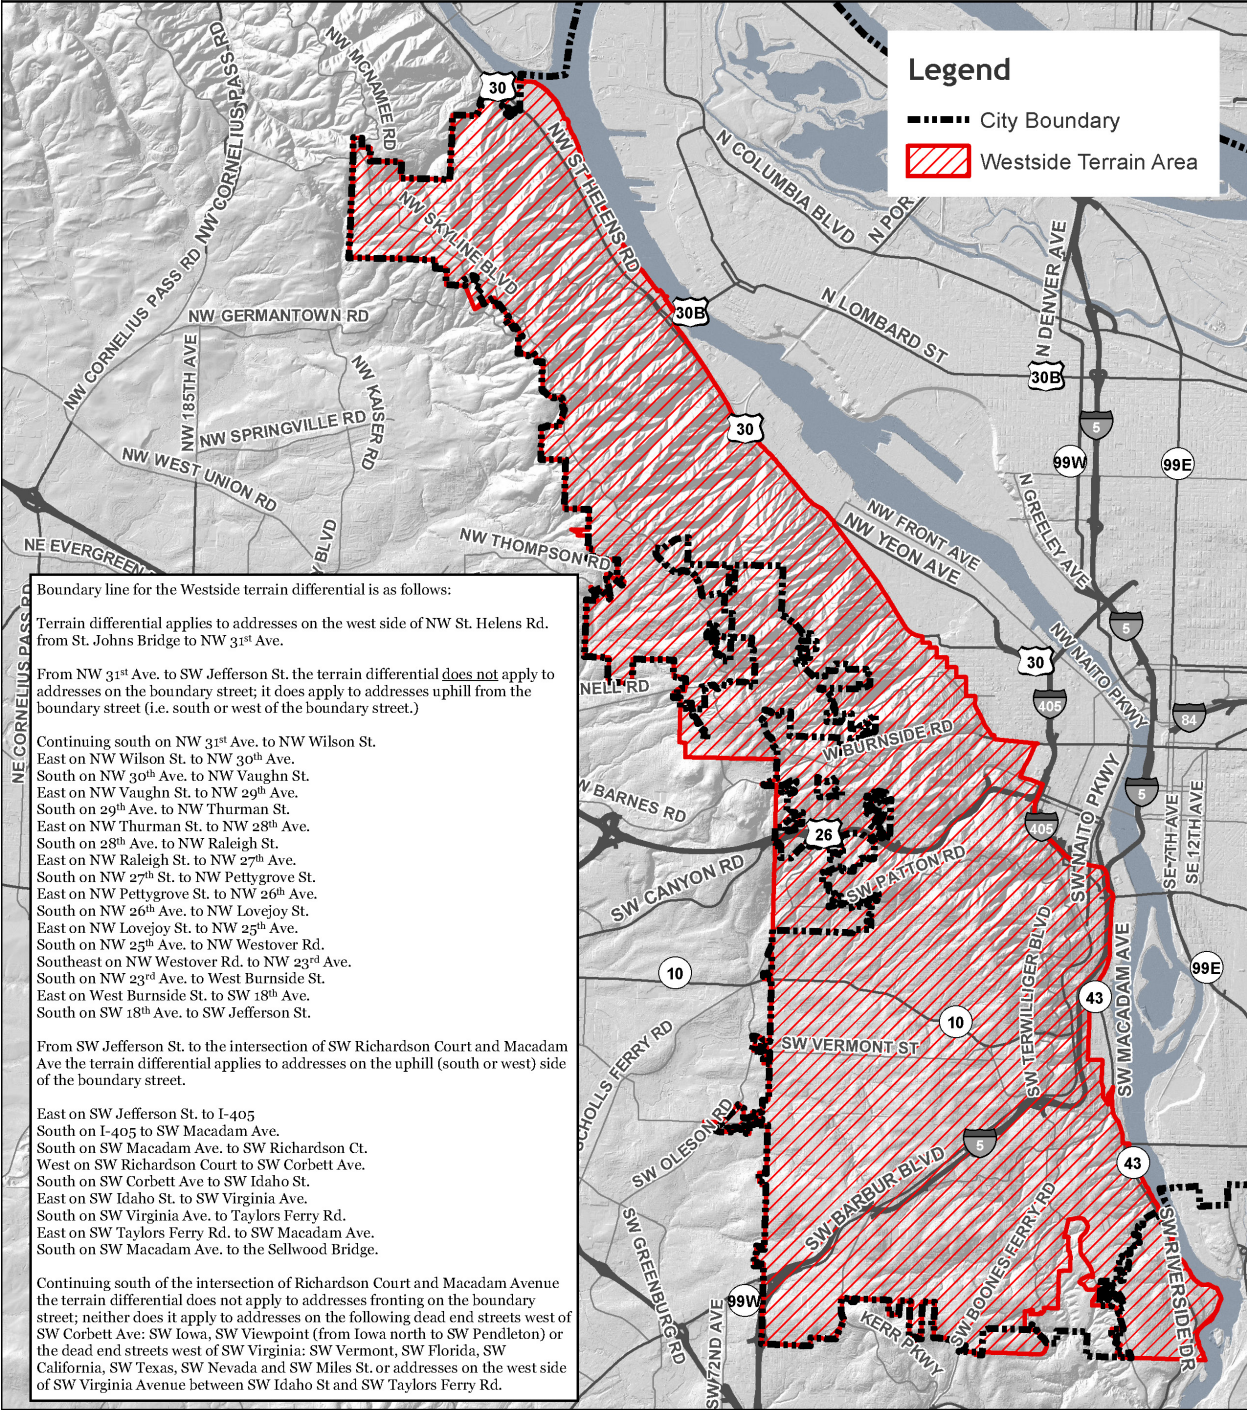 Legend
City Boundary
Westside Terrain Area
NW CORNELIUS PASS RD
NW MCNAMEE RD
30
NW ST HELENS RD
N COLUMBIA BLVD
N POR
NW SKYLINE BLVD
N DENVER AVE
NW CORNELIUS PASS RD
NW GERMANTOWN RD
30B
N LOMBARD ST
30B
NW 185TH AVE
NW KAISER RD
NW SPRINGVILLE RD
30
5
NW WEST UNION RD
99W
99E
N GREELEY AVE
NW FRONT AVE
NW YEON AVE
NE EVERGREEN
Y BLVD
NW THOMPSON RD
NE CORNELIUS PASS RD
5
NW NAITO PKWY
30
405
84
NELL RD
W BURNSIDE RD
W BARNES RD
5
26
405
SW NAITO PKWY
SE 7TH AVE
SE 12TH AVE
SW CANYON RD
SW PATTON RD
10
SW TERWILLIGER BLVD
SW MACADAM AVE
99E
43
10
SW VERMONT ST
SCHOLLS FERRY RD
SW OLESON RD
5
43
SW BARBUR BLVD
SW GREENBURG RD
SW BOONES FERRY RD
SW RIVERSIDE DR
99W
SW 72ND AVE
KERR PKWY
Boundary line for the Westside terrain differential is as follows:
Terrain differential applies to addresses on the west side of NW St. Helens Rd.
from St. Johns Bridge to NW 31st Ave.
From NW 31st Ave. to SW Jefferson St. the terrain differential does not apply to
addresses on the boundary street; it does apply to addresses uphill from the
boundary street (i.e. south or west of the boundary street.)
Continuing south on NW 31st Ave. to NW Wilson St.
East on NW Wilson St. to NW 30th Ave.
South on NW 30th Ave. to NW Vaughn St.
East on NW Vaughn St. to NW 29th Ave.
South on 29th Ave. to NW Thurman St.
East on NW Thurman St. to NW 28th Ave.
South on 28th Ave. to NW Raleigh St.
East on NW Raleigh St. to NW 27th Ave.
South on NW 27th St. to NW Pettygrove St.
East on NW Pettygrove St. to NW 26th Ave.
South on NW 26th Ave. to NW Lovejoy St.
East on NW Lovejoy St. to NW 25th Ave.
South on NW 25th Ave. to NW Westover Rd.
Southeast on NW Westover Rd. to NW 23rd Ave.
South on NW 23rd Ave. to West Burnside St.
East on West Burnside St. to SW 18th Ave.
South on SW 18th Ave. to SW Jefferson St.
From SW Jefferson St. to the intersection of SW Richardson Court and Macadam
Ave the terrain differential applies to addresses on the uphill (south or west) side
of the boundary street.
East on SW Jefferson St. to I-405
South on I-405 to SW Macadam Ave.
South on SW Macadam Ave. to SW Richardson Ct.
West on SW Richardson Court to SW Corbett Ave.
South on SW Corbett Ave to SW Idaho St.
East on SW Idaho St. to SW Virginia Ave.
South on SW Virginia Ave. to Taylors Ferry Rd.
East on SW Taylors Ferry Rd. to SW Macadam Ave.
South on SW Macadam Ave. to the Sellwood Bridge.
Continuing south of the intersection of Richardson Court and Macadam Avenue
the terrain differential does not apply to addresses fronting on the boundary
street; neither does it apply to addresses on the following dead end streets west of
SW Corbett Ave: SW Iowa, SW Viewpoint (from Iowa north to SW Pendleton) or
the dead end streets west of SW Virginia: SW Vermont, SW Florida, SW
California, SW Texas, SW Nevada and SW Miles St. or addresses on the west side
of SW Virginia Avenue between SW Idaho St and SW Taylors Ferry Rd.